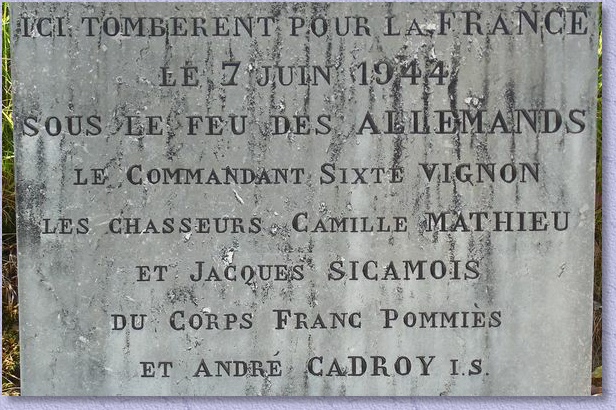 ICI TOMBERENT POUR LA FRANCE
LE 7 JUIN 1944
SOUS LE FEU DES ALLEMANDS
LE COMMANDANT SIXTE VIGNON
LES CHASSEURS CAMILLE MATHIEU
ET JACQUES SICAMOIS
DU CORPS FRANC POMMIÈS
ET ANDRÉ CADROY I.S.